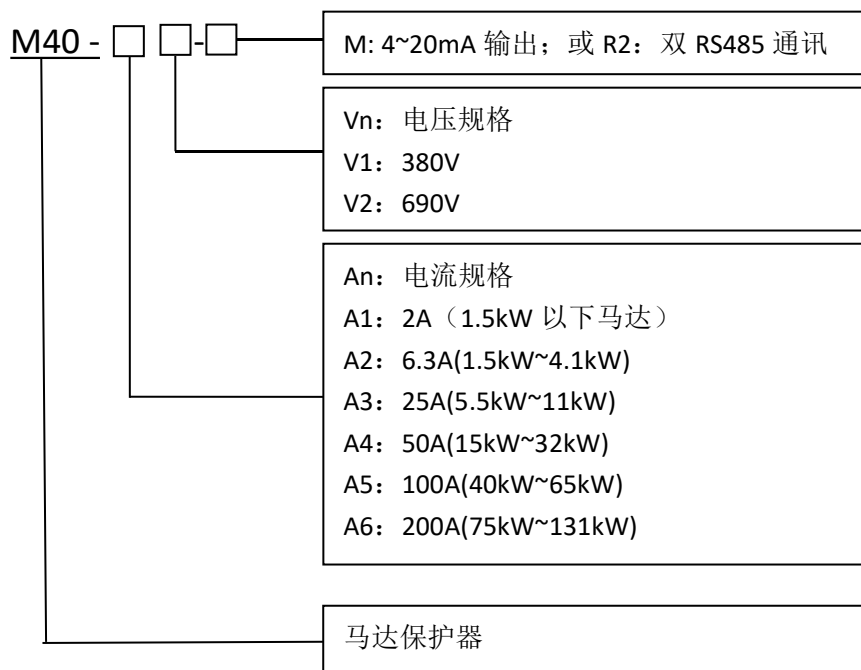 M40 - □ □-□
M: 4~20mA 输出；或 R2：双 RS485 通讯
Vn：电压规格
V1：380V
V2：690V
An：电流规格
A1：2A（1.5kW 以下马达）
A2：6.3A(1.5kW~4.1kW)
A3：25A(5.5kW~11kW)
A4：50A(15kW~32kW)
A5：100A(40kW~65kW)
A6：200A(75kW~131kW)
马达保护器